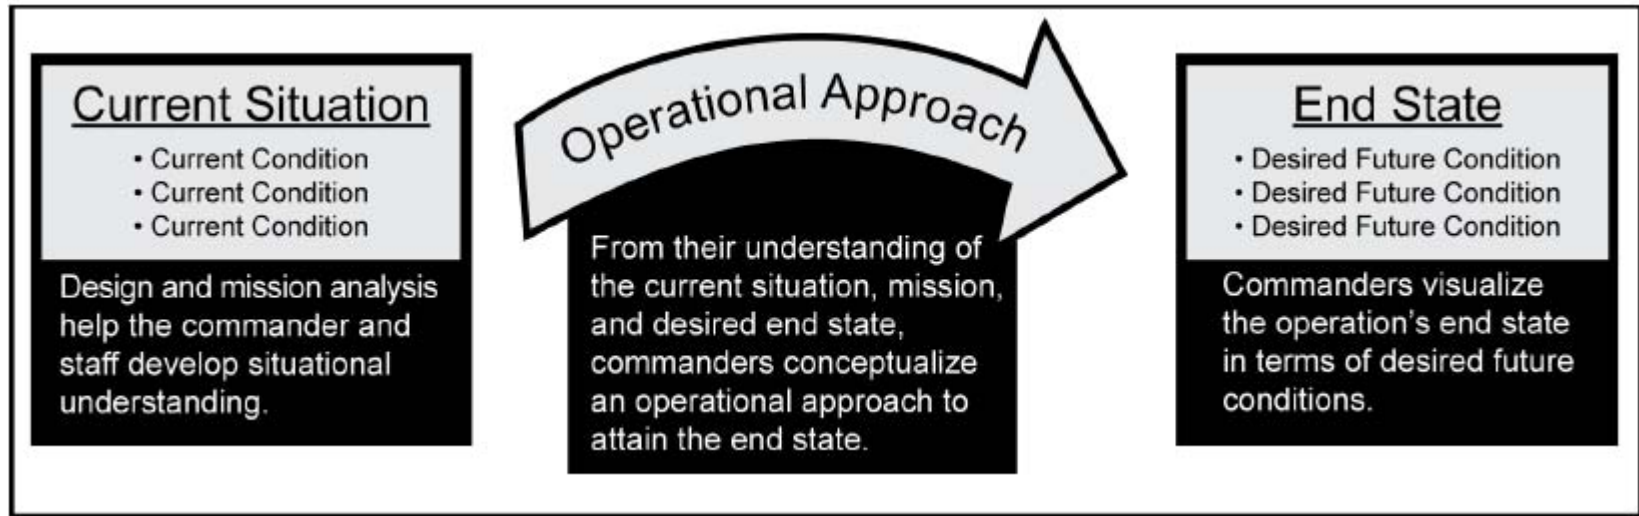 Current Situation
• Current Condition
• Current Condition
• Current Condition
Design and mission analysis
help the commander and
staff develop situational
understanding.
Operational Approach
From their understanding of
the current situation, mission,
and desired end state,
commanders conceptualize
an operational approach to
attain the end state.
End State
• Desired Future Condition
• Desired Future Condition
• Desired Future Condition
Commanders visualize
the operation's end state
in terms of desired future
conditions.